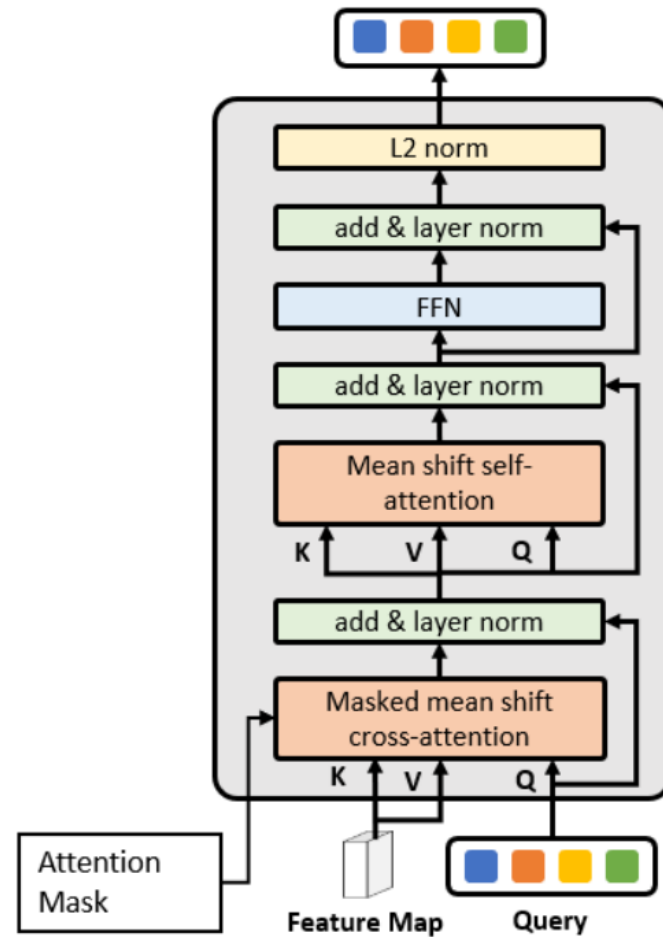 L2 norm
add & layer norm
FFN
add & layer norm
Mean shift self-
attention
K
V
Q
add & layer norm
Masked mean shift
cross-attention
K
V
Q
Attention
Mask
Feature Map
Query